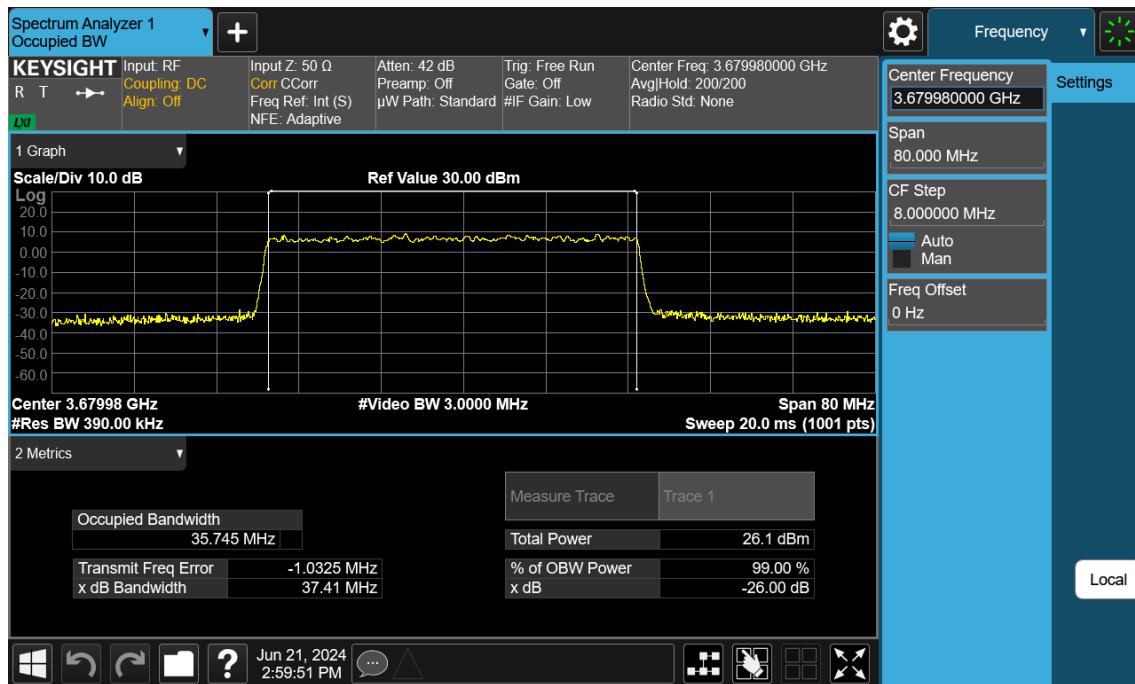 Spectrum Analyzer 1
Occupied BW
+
Frequency
KEYSIGHT
R T
LXI
Input: RF
Coupling: DC
Align: Off
Input Z: 50 Ω
Corr CCorr
Freq Ref: Int (S)
NFE: Adaptive
Atten: 42 dB
Preamp: Off
µW Path: Standard
Trig: Free Run
Gate: Off
#IF Gain: Low
Center Freq: 3.679980000 GHz
Avg|Hold: 200/200
Radio Std: None
1 Graph
Scale/Div 10.0 dB
Ref Value 30.00 dBm
Log
20.0
10.0
0.00
-10.0
-20.0
-30.0
-40.0
-50.0
-60.0
Center 3.67998 GHz
#Video BW 3.0000 MHz
Span 80 MHz
#Res BW 390.00 kHz
Sweep 20.0 ms (1001 pts)
2 Metrics
Measure Trace
Trace 1
Occupied Bandwidth
35.745 MHz
Total Power
26.1 dBm
Transmit Freq Error
-1.0325 MHz
% of OBW Power
99.00 %
x dB Bandwidth
37.41 MHz
x dB
-26.00 dB
Center Frequency
3.679980000 GHz
Span
80.000 MHz
CF Step
8.000000 MHz
Auto
Man
Freq Offset
0 Hz
Settings
Local
?
Jun 21, 2024
2:59:51 PM